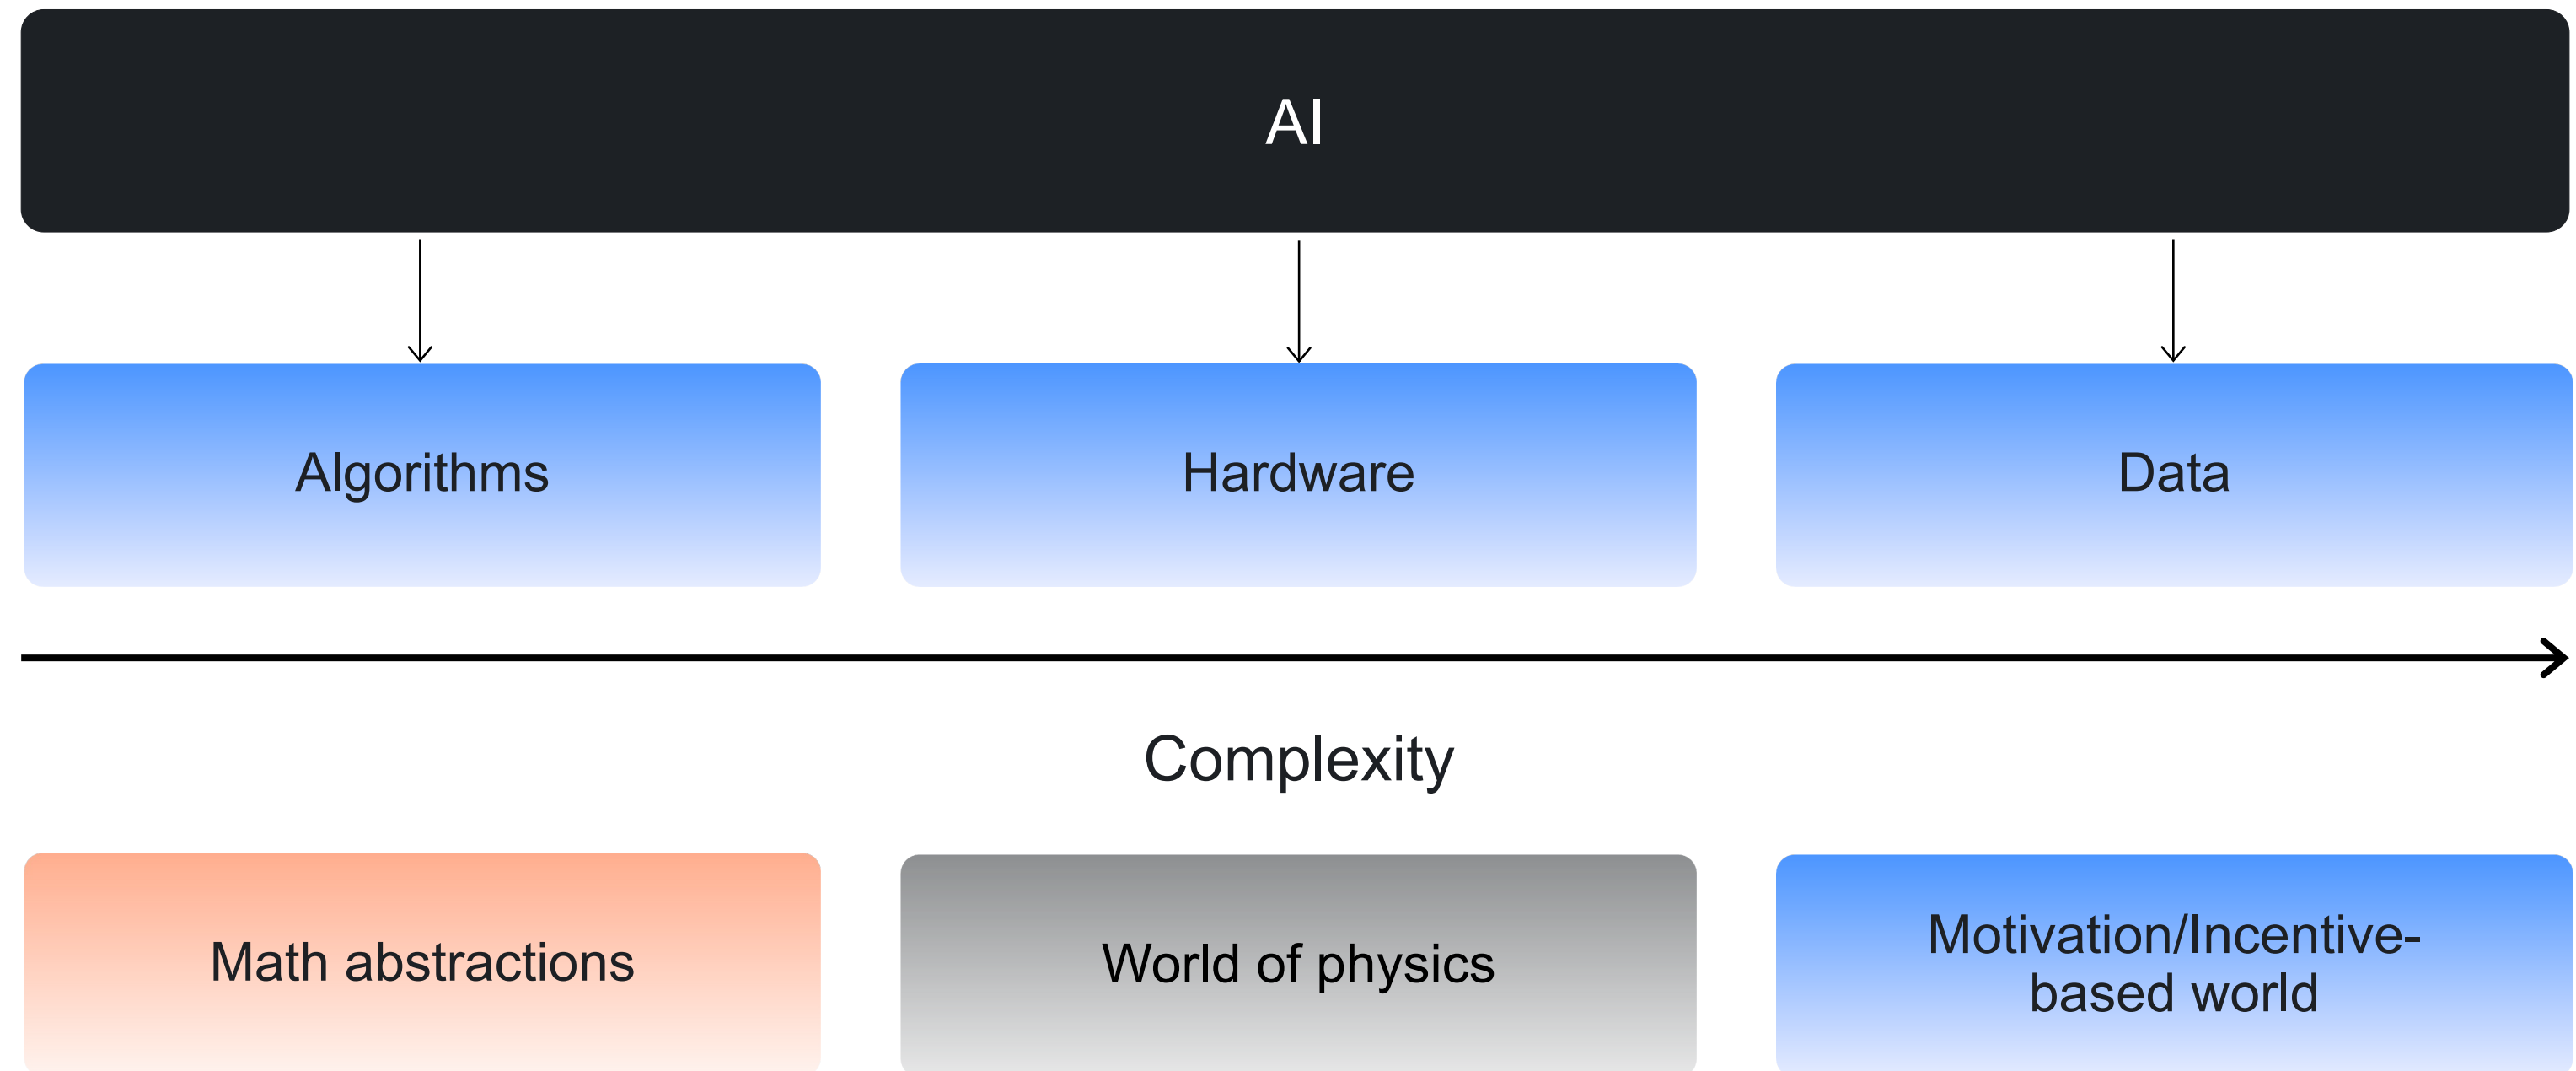 AI
Algorithms
Hardware
Data
Complexity
Math abstractions
World of physics
Motivation/Incentive-
based world